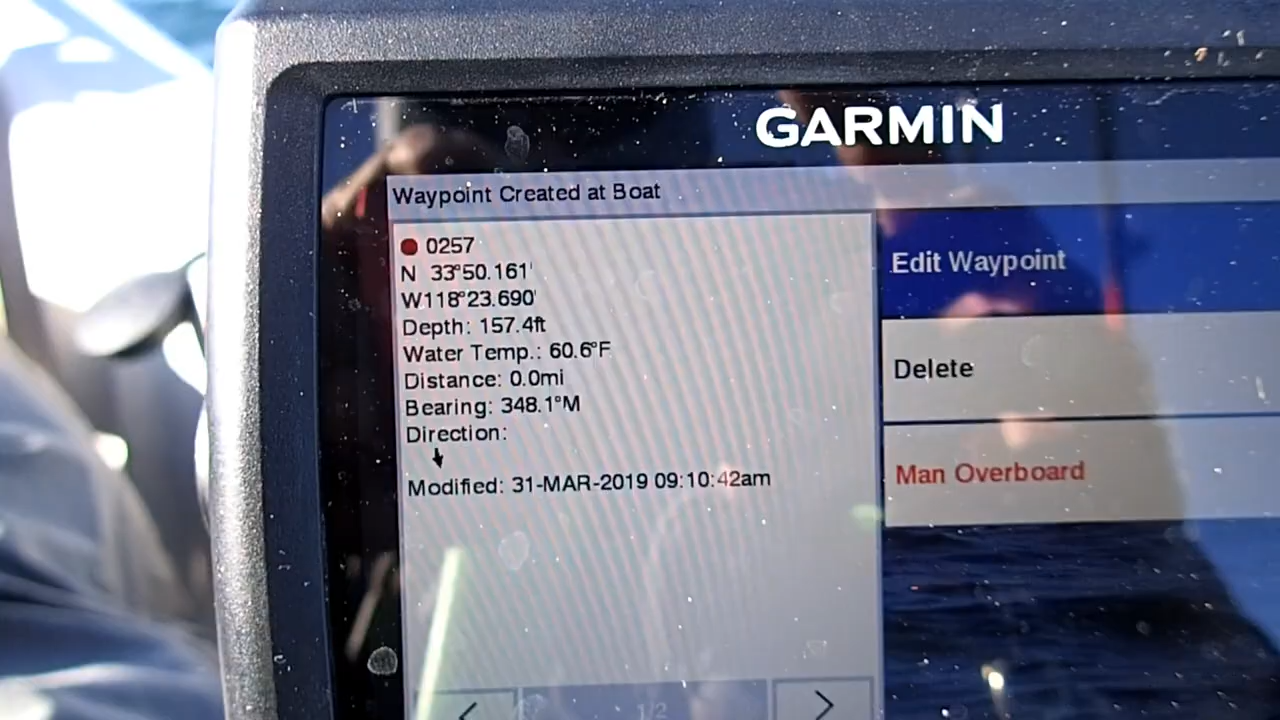 GARMIN
Waypoint Created at Boat
0257
N 33°50.161'
W118°23.690'
Depth: 157.4ft
Water Temp.: 60.6°F
Distance: 0.0mi
Bearing: 348.1°M
Direction:
Modified: 31-MAR-2019 09:10:42am
Edit Waypoint
Delete
Man Overboard
1/2